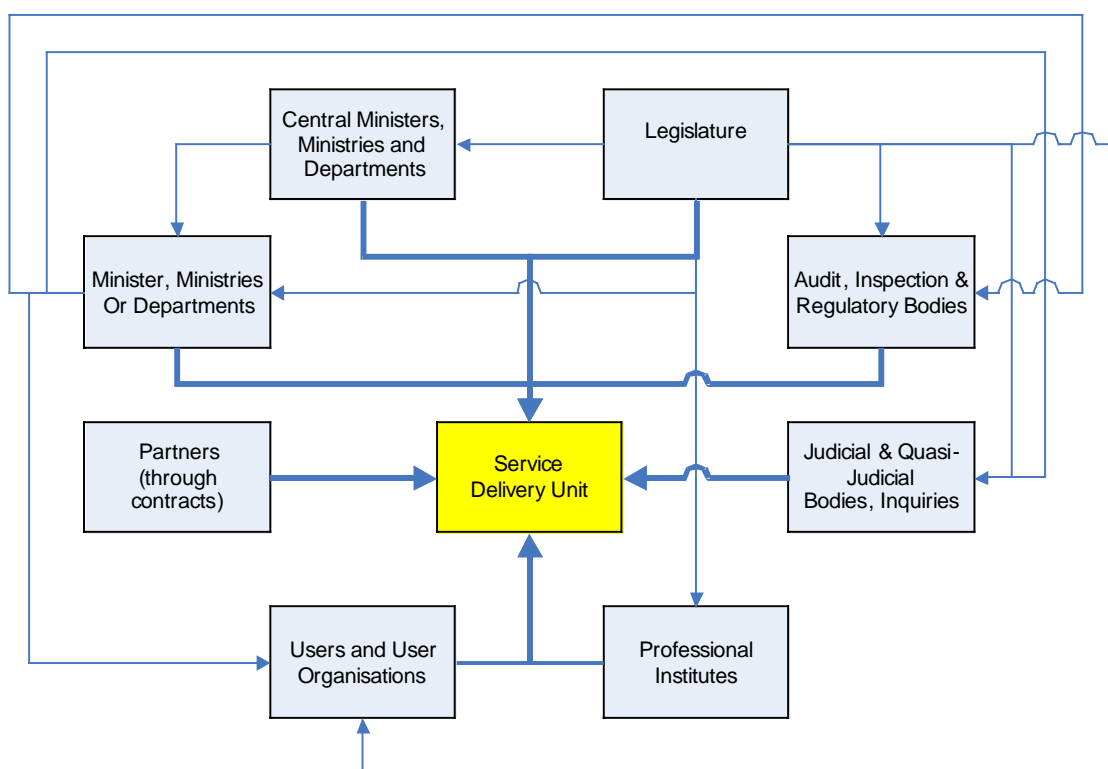 Central Ministers,
Ministries and
Departments
Legislature
Minister, Ministries
Or Departments
Audit, Inspection &
Regulatory Bodies
Partners
(through
contracts)
Service
Delivery Unit
Judicial & Quasi-
Judicial
Bodies, Inquiries
Users and User
Organisations
Professional
Institutes